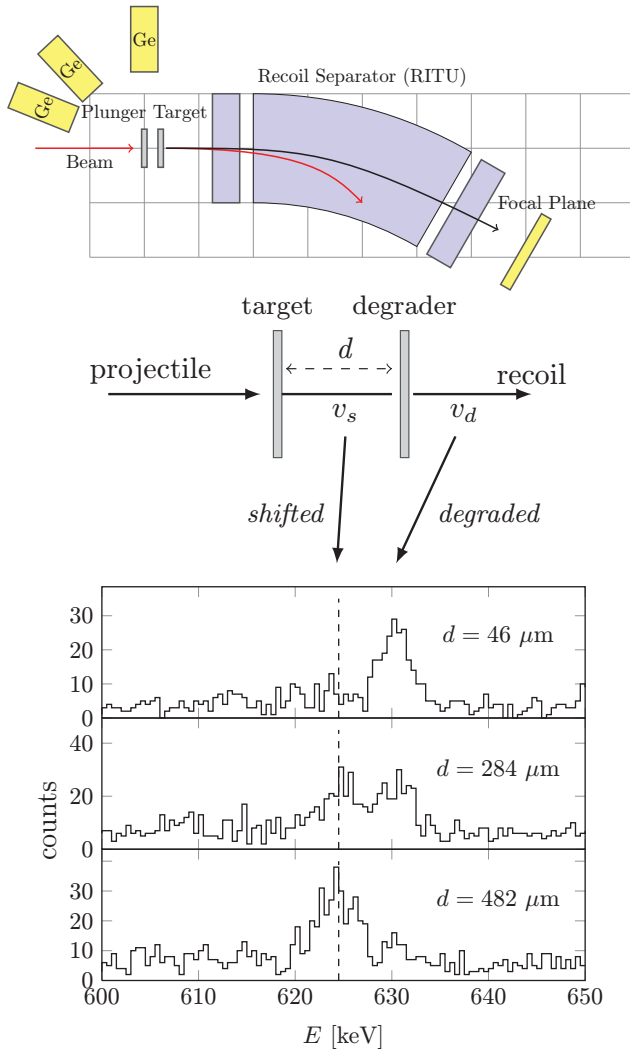 Ge
Ge
Ge
Recoil Separator (RITU)
Plunger Target
Beam
Focal Plane
target
degrader
d
projectile
recoil
v_s
v_d
shifted
degraded
30
20
10
0
d = 46 μm
40
20
0
d = 284 μm
30
20
10
0
d = 482 μm
counts
600 610 620 630 640 650
E [keV]